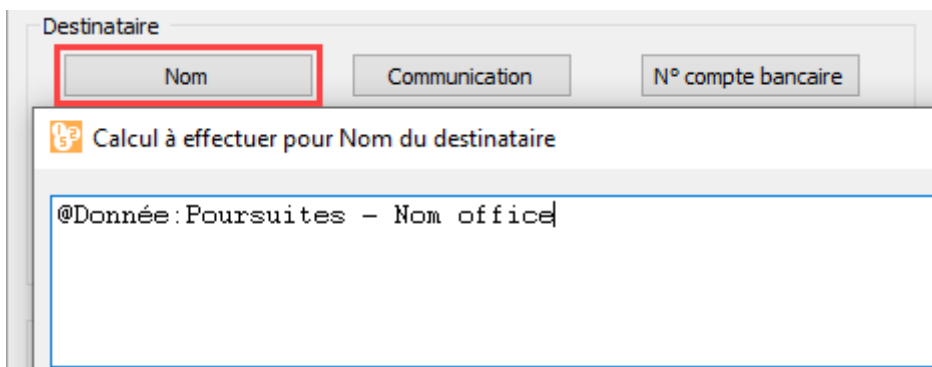 Destinataire
Nom Communication N° compte bancaire
Calcul à effectuer pour Nom du destinataire
@Donnée:Poursuites - Nom office